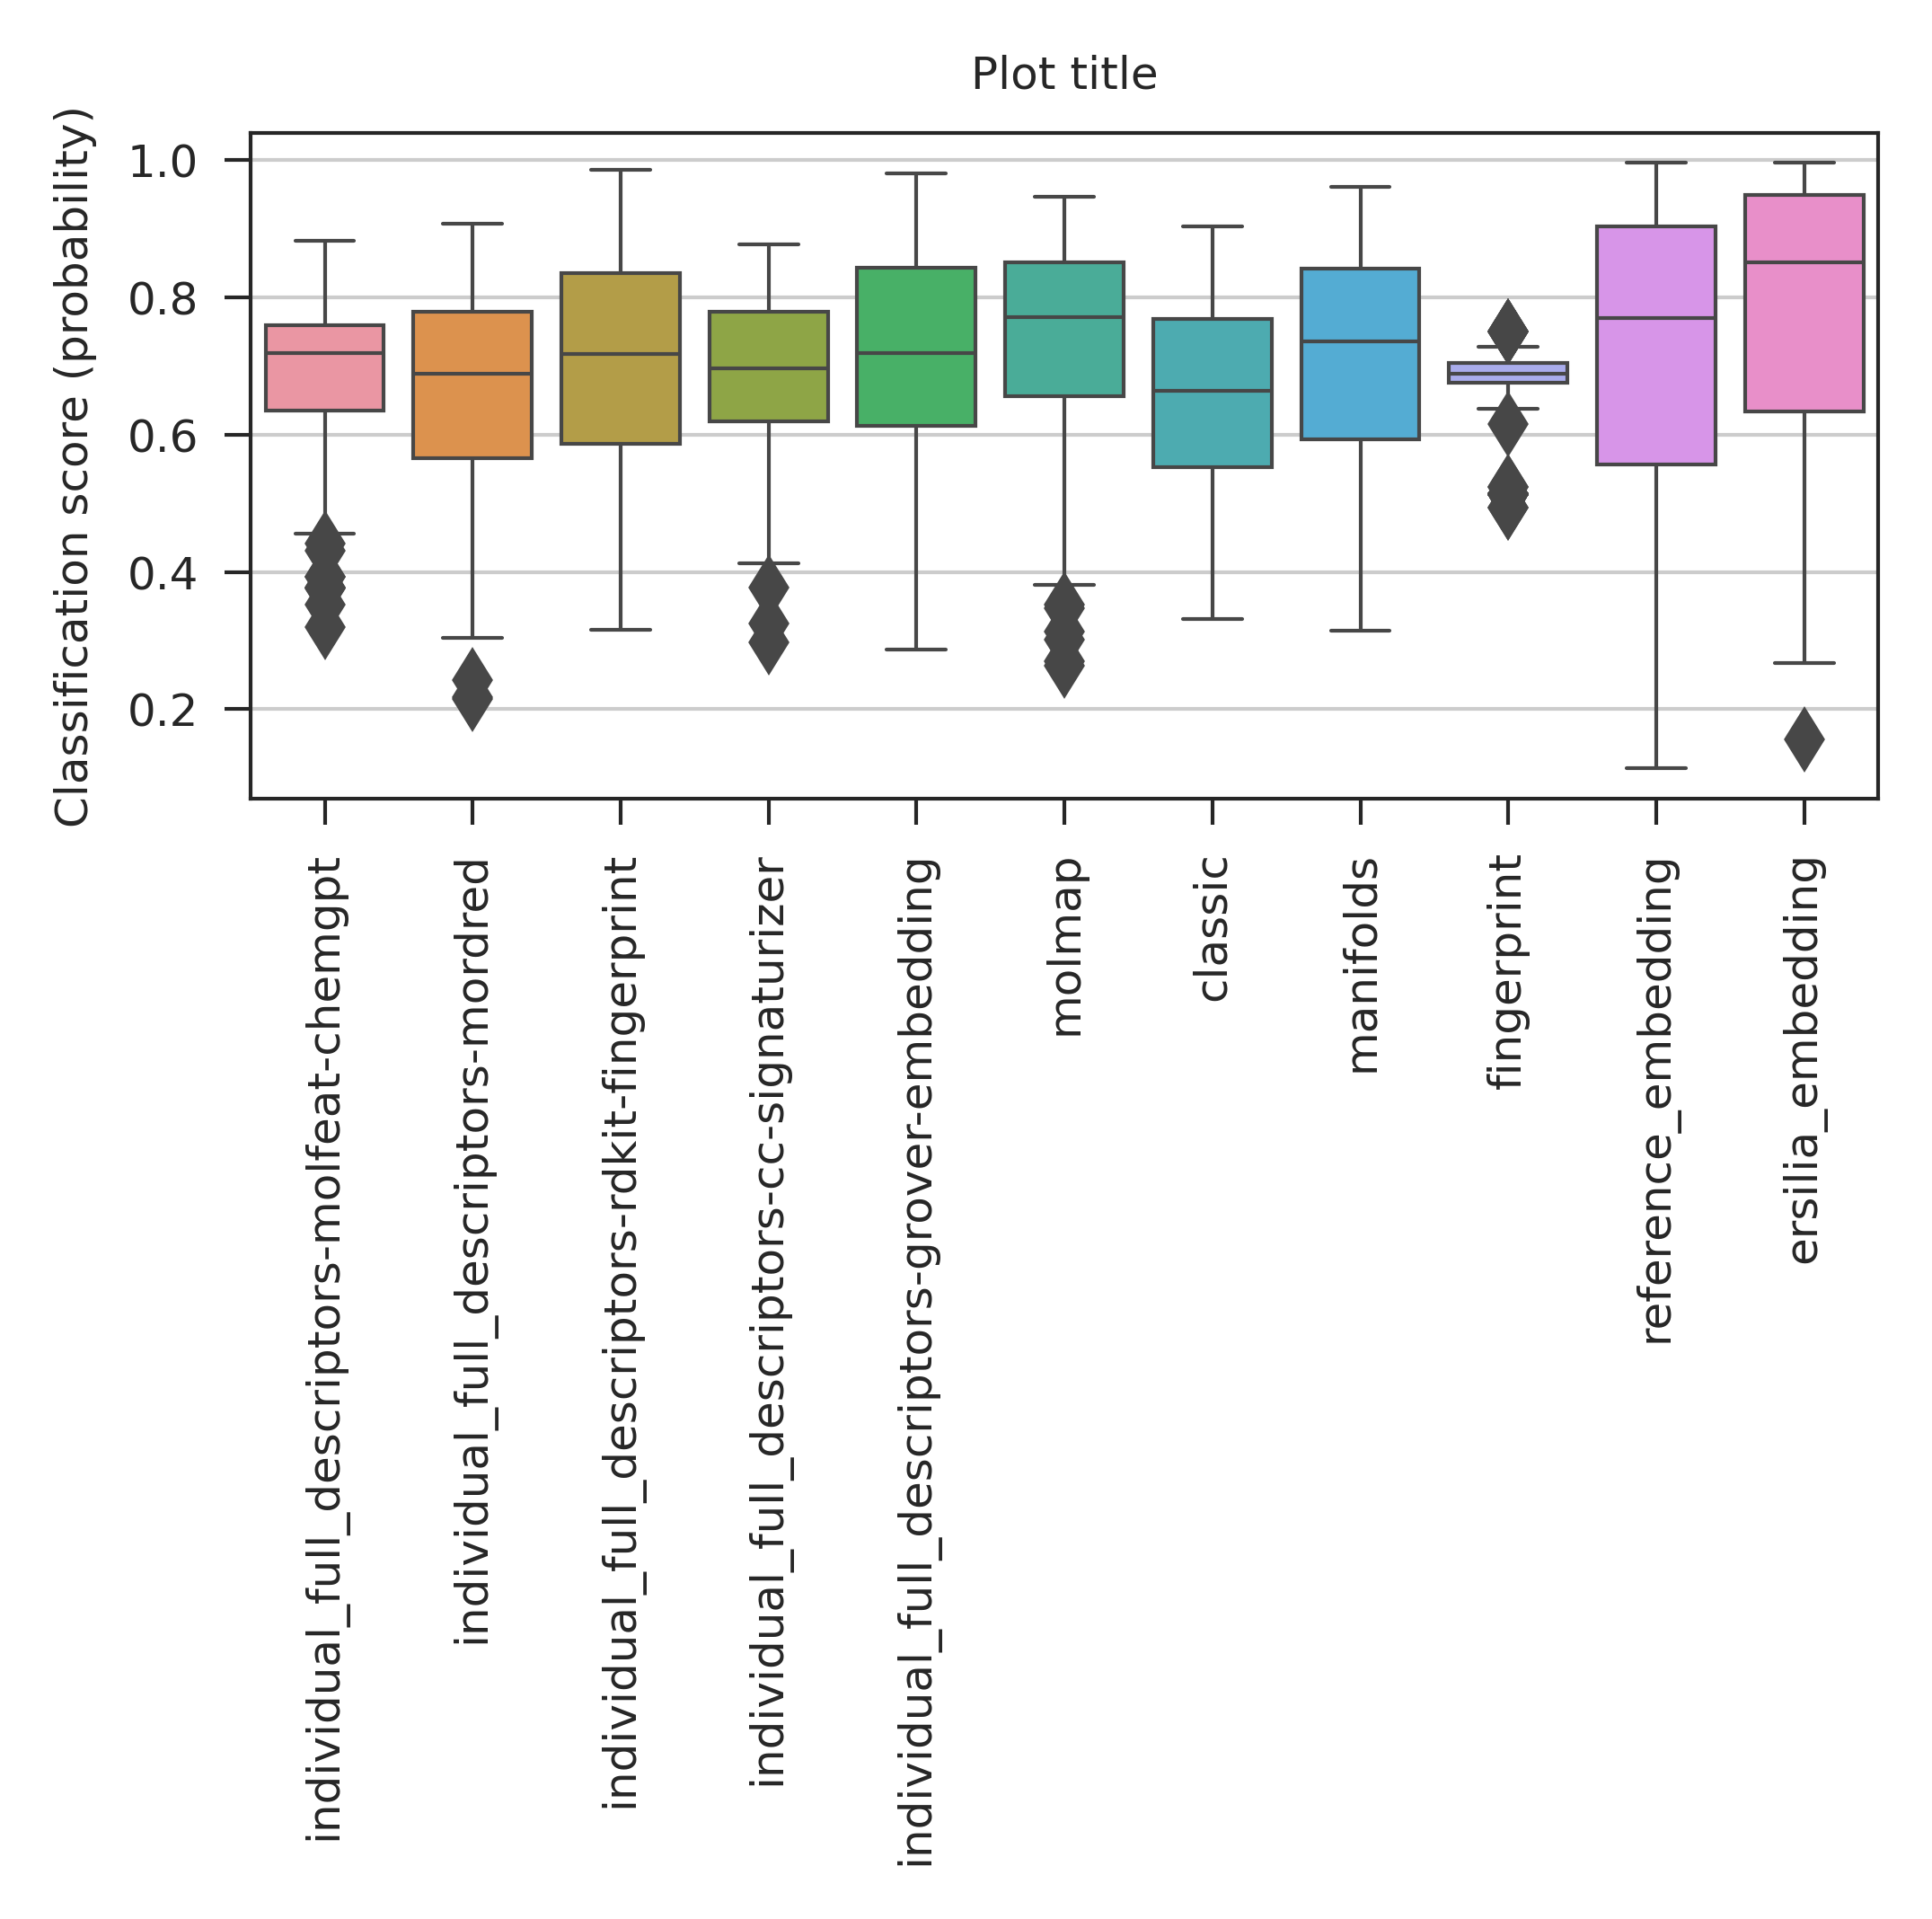 Plot title
Classification score (probability)
1.0
0.8
0.6
0.4
0.2
individual_full_descriptors-molfeat-chemgpt
individual_full_descriptors-mordred
individual_full_descriptors-rdkit-fingerprint
individual_full_descriptors-cc-signaturizer
individual_full_descriptors-grover-embedding
molmap
classic
manifolds
fingerprint
reference_embedding
ersilia_embedding